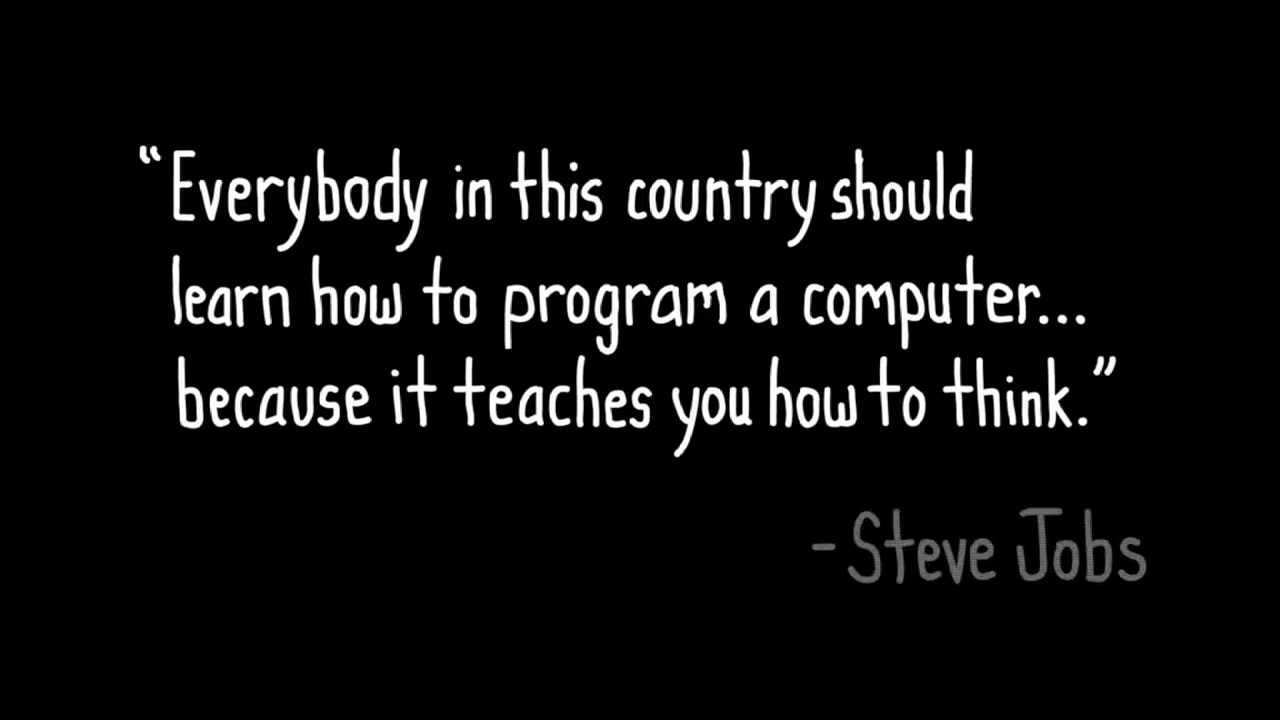 “Everybody in this country should
learn how to program a computer...
because it teaches you how to think.”
-Steve Jobs